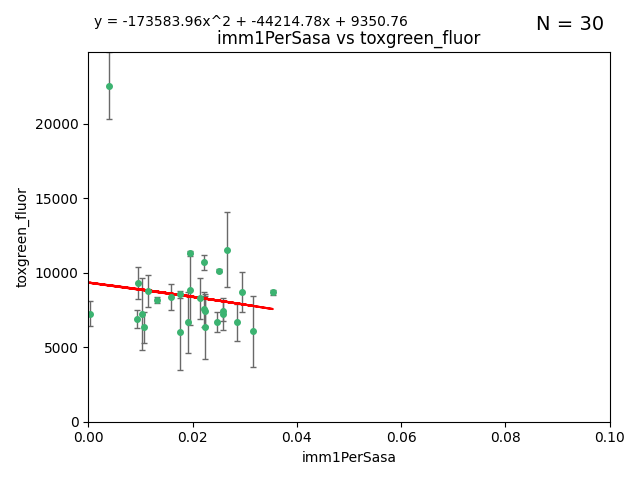 y = -173583.96x^2 + -44214.78x + 9350.76
N = 30
imm1PerSasa vs toxgreen_fluor
toxgreen_fluor
20000
15000
10000
5000
0
0.00 0.02 0.04 0.06 0.08 0.10
imm1PerSasa